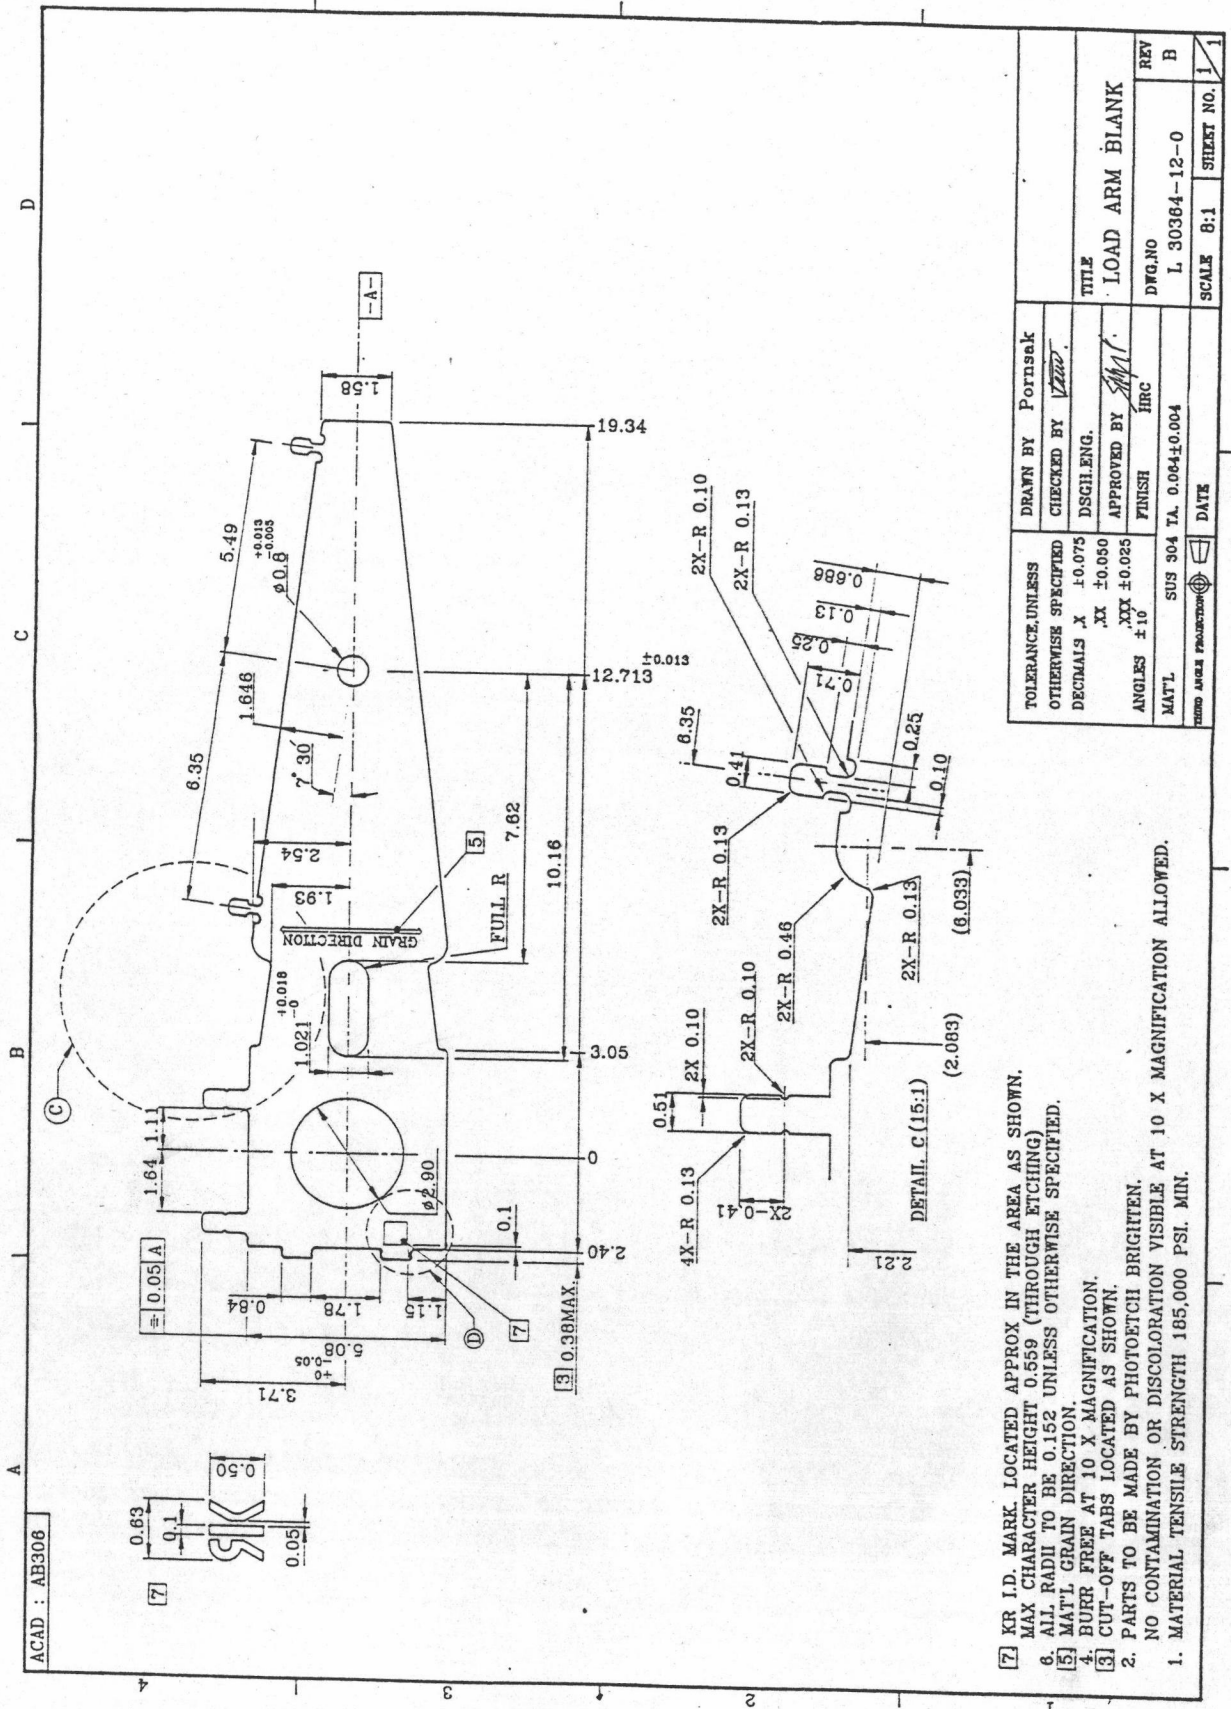 ACAD : AB306
A
B
C
D
4
3
2
1
7
0.63
0.1
0.50
0.05
3.71
5.08 +0 -0.05
0.05 A
0.84
1.78
1.15
1.64
1.11
C
D
7
3 0.38MAX.
2.40
0.1
ø2.90
0
3.05
10.16
7.62
12.713 ±0.013
19.34
1.021 +0.018 -0
FULL R
GRAIN DIRECTION
5
1.93
2.54
6.35
5.49
7° 30'
1.646
ø0.8 +0.013 -0.005
1.58
-A-
4X-R 0.13
0.51
2X 0.10
2X-R 0.10
2X-0.41
2.21
DETAIL C (15:1)
(2.083)
2X-R 0.46
2X-R 0.13
2X-R 0.13
(6.033)
0.41
6.35
0.10
0.25
0.71
0.25
0.13
0.686
2X-R 0.10
2X-R 0.13
7 KR I.D. MARK LOCATED APPROX IN THE AREA AS SHOWN.
MAX CHARACTER HEIGHT 0.559 (THROUGH ETCHING)
6. ALL RADII TO BE 0.152 UNLESS OTHERWISE SPECIFIED.
5 MAT'L GRAIN DIRECTION.
4. BURR FREE AT 10 X MAGNIFICATION.
3 CUT-OFF TABS LOCATED AS SHOWN.
2. PARTS TO BE MADE BY PHOTOETCH BRIGHTEN.
NO CONTAMINATION OR DISCOLORATION VISIBLE AT 10 X MAGNIFICATION ALLOWED.
1. MATERIAL TENSILE STRENGTH 185,000 PSI. MIN.
TOLERANCE,UNLESS
OTHERWISE SPECIFIED
DECIMALS .X ±0.075
.XX ±0.050
.XXX ±0.025
ANGLES ±10'
MAT'L SUS 304 TA. 0.064±0.004
THIRD ANGLE PROJECTION
DATE
DRAWN BY Pornsak
CHECKED BY
DSGH.ENG.
APPROVED BY
FINISH HRC
TITLE
LOAD ARM BLANK
DWG.NO
L 30364-12-0
REV
B
SCALE 8:1
SHEET NO. 1/1